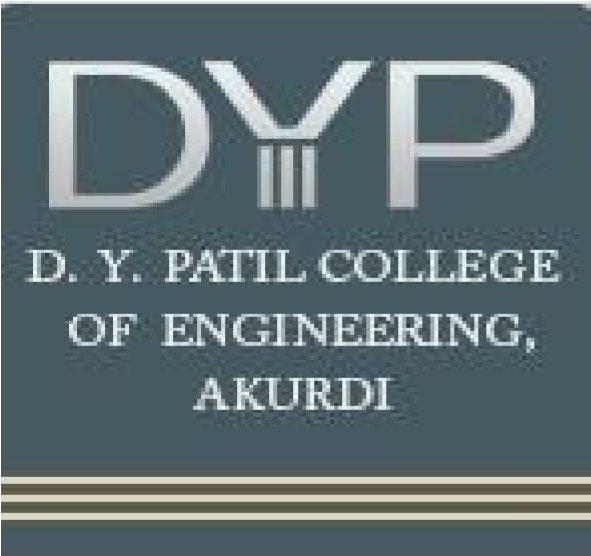 DYP
D. Y. PATIL COLLEGE
OF ENGINEERING,
AKURDI